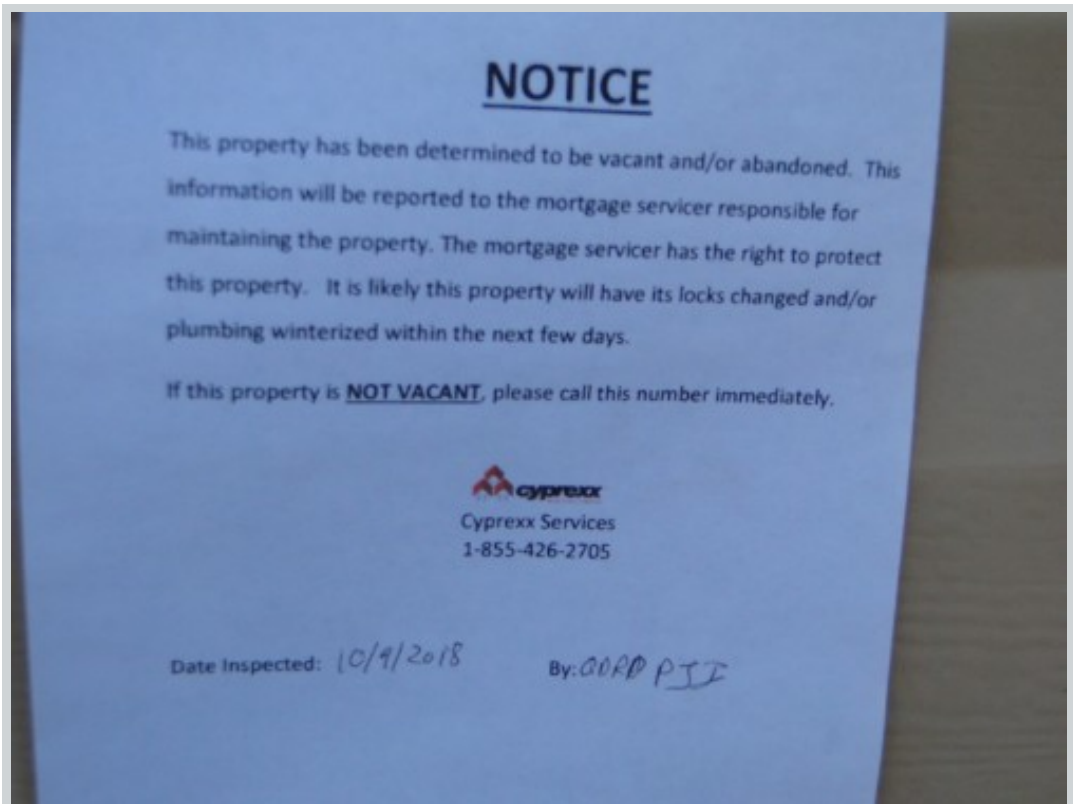 NOTICE
This property has been determined to be vacant and/or abandoned. This
information will be reported to the mortgage servicer responsible for
maintaining the property. The mortgage servicer has the right to protect
this property. It is likely this property will have its locks changed and/or
plumbing winterized within the next few days.
If this property is NOT VACANT, please call this number immediately.
cyprexx
Cyprexx Services
1-855-426-2705
Date Inspected: 10/9/2018 By: